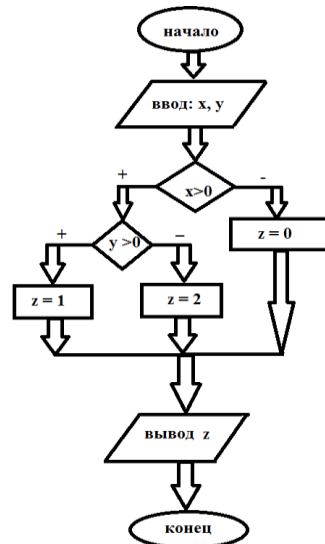 начало
ввод: x, y
+ x>0 -
+ y >0 –
z = 0
z = 1
z = 2
вывод z
конец